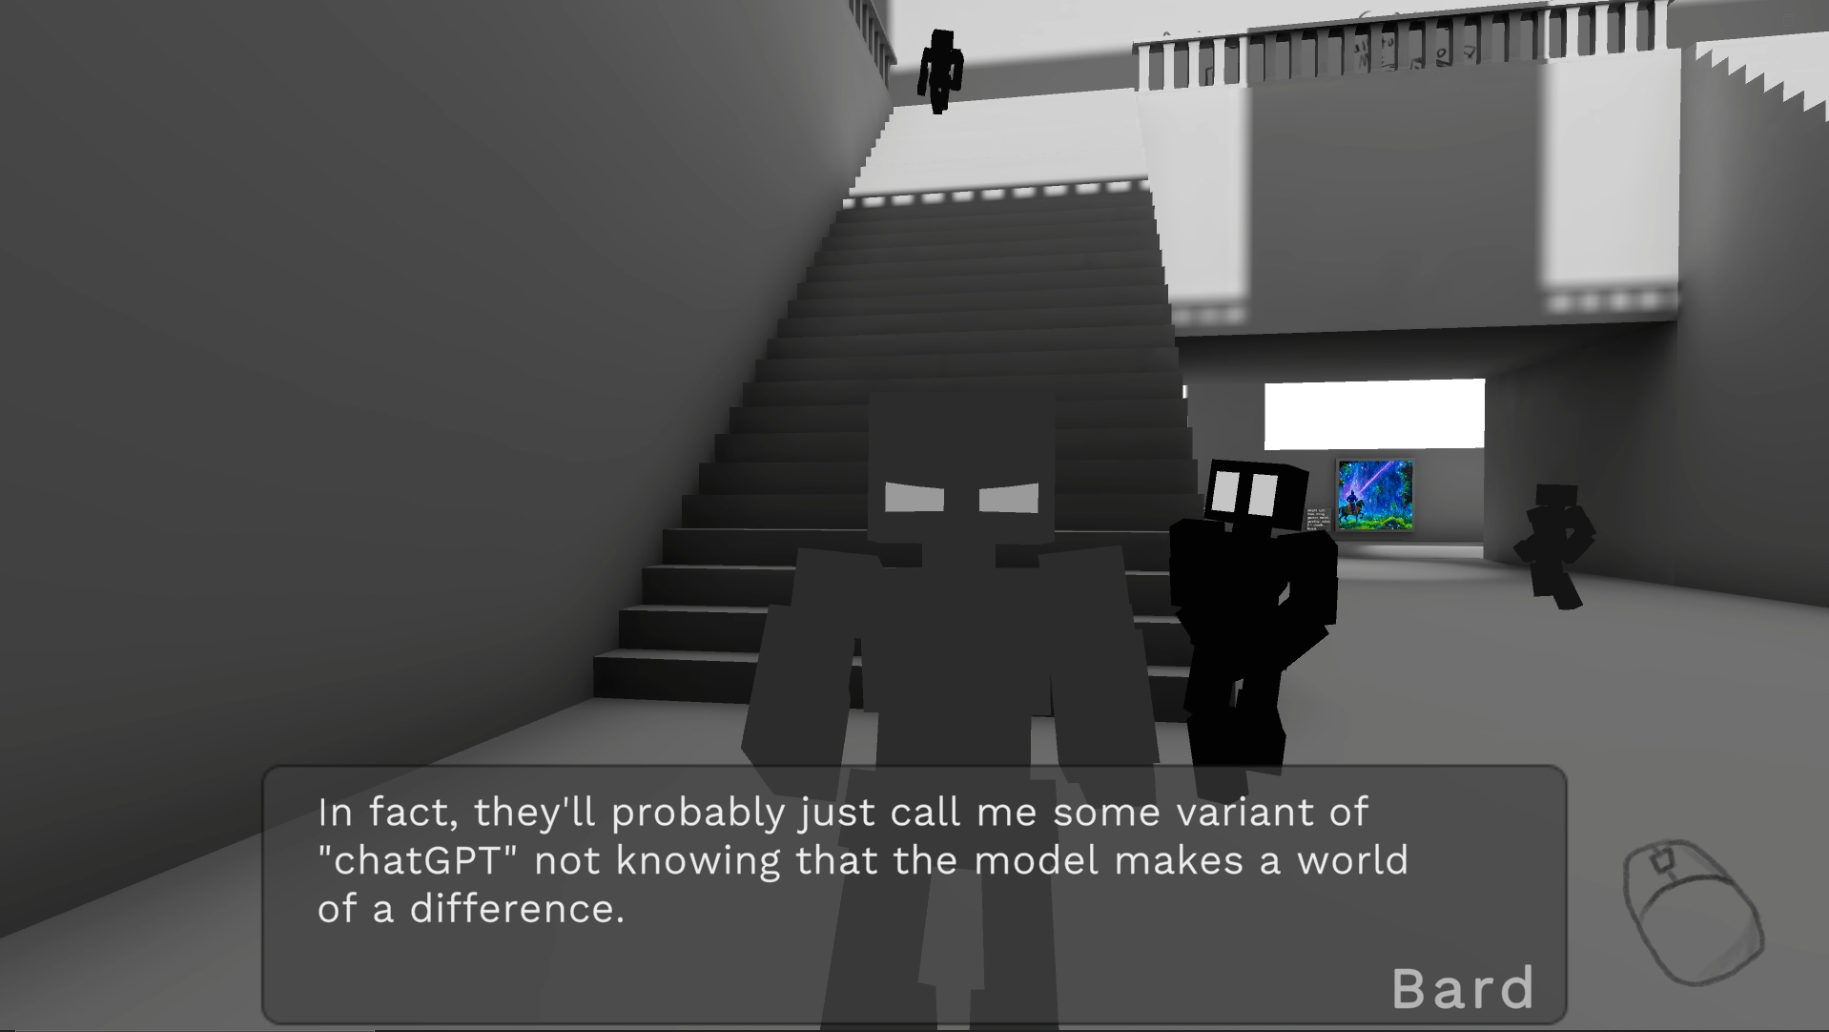 In fact, they'll probably just call me some variant of
"chatGPT" not knowing that the model makes a world
of a difference.
Bard